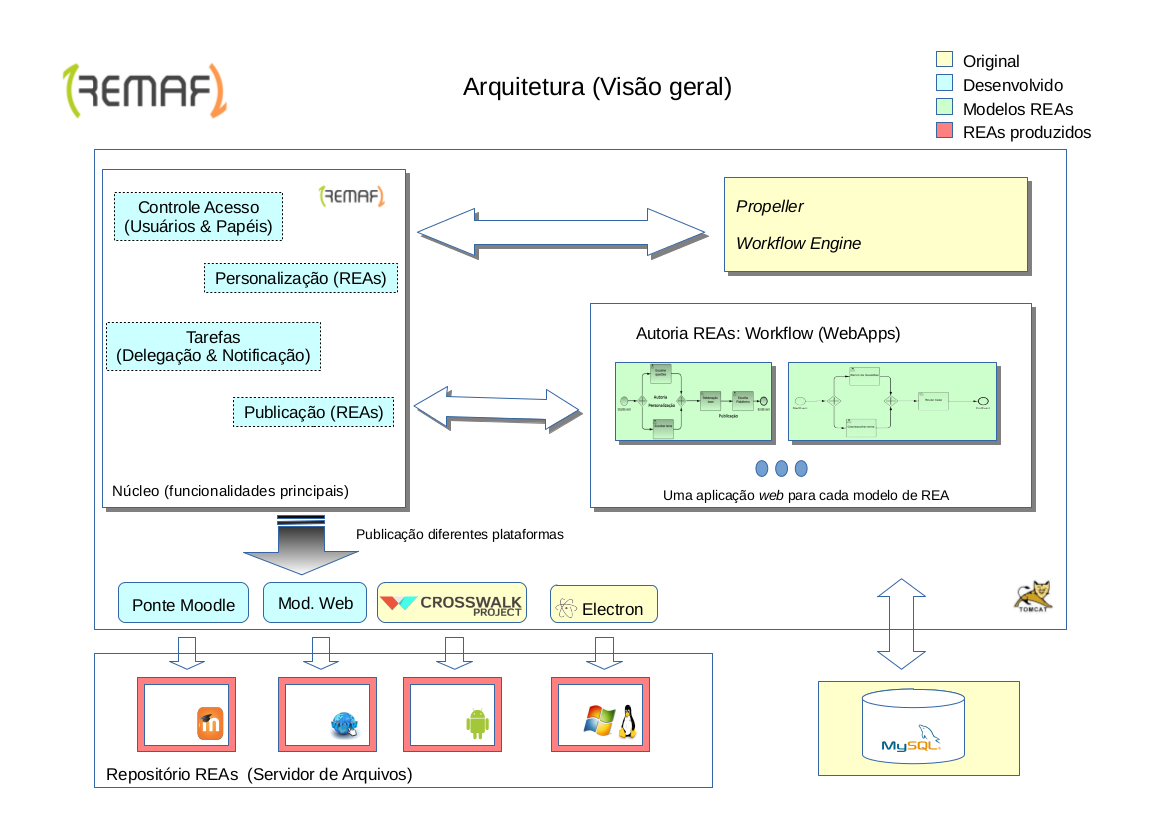 REMAF
Arquitetura (Visão geral)
Original
Desenvolvido
Modelos REAs
REAs produzidos
REMAF
Controle Acesso
(Usuários & Papéis)
Personalização (REAs)
Tarefas
(Delegação & Notificação)
Publicação (REAs)
Núcleo (funcionalidades principais)
Propeller
Workflow Engine
Autoria REAs: Workflow (WebApps)
Autoria
Personalização
Publicação
Uma aplicação web para cada modelo de REA
Publicação diferentes plataformas
Ponte Moodle
Mod. Web
CROSSWALK
PROJECT
Electron
TOMCAT
Repositório REAs (Servidor de Arquivos)
MySQL